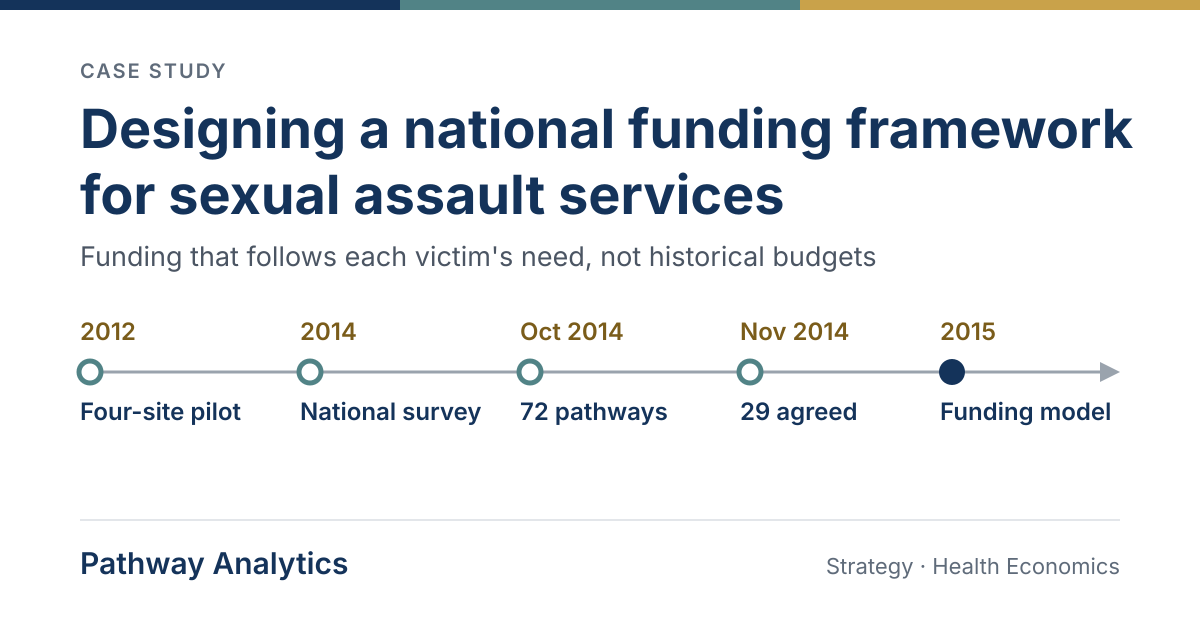 CASE STUDY
Designing a national funding framework
for sexual assault services
Funding that follows each victim's need, not historical budgets
2012 2014 Oct 2014 Nov 2014 2015
Four-site pilot National survey 72 pathways 29 agreed Funding model
Pathway Analytics
Strategy · Health Economics